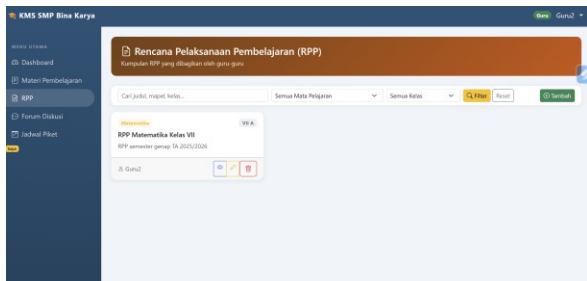 KMS SMP Bina Karya
Guru Guru2
MENU UTAMA
Dashboard
Materi Pembelajaran
RPP
Forum Diskusi
Jadwal Piket
Rencana Pelaksanaan Pembelajaran (RPP)
Kumpulan RPP yang dibagikan oleh guru-guru
Cari judul, mapel, kelas...
Semua Mata Pelajaran
Semua Kelas
Filter
Reset
Tambah
Matematika
VII A
RPP Matematika Kelas VII
RPP semester genap TA 2025/2026
Guru2